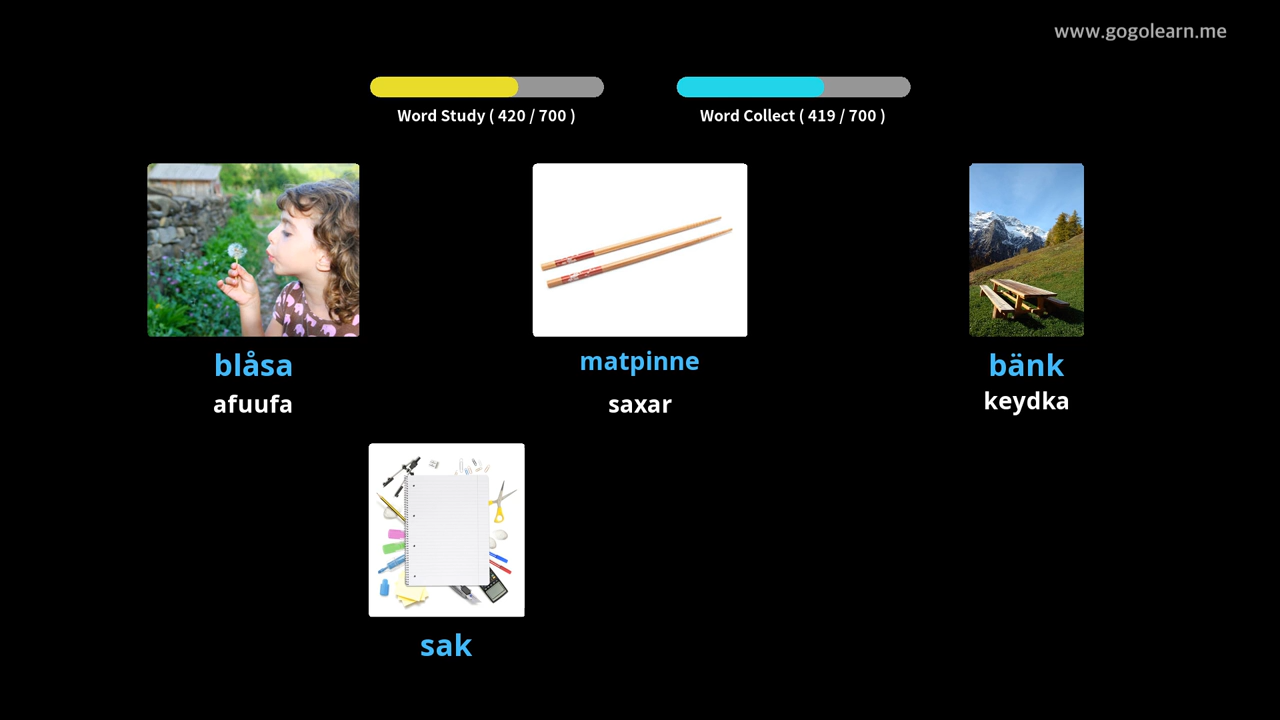 www.gogolearn.me
Word Study ( 420 / 700 )
Word Collect ( 419 / 700 )
blåsa
afuufa
matpinne
saxar
bänk
keydka
sak